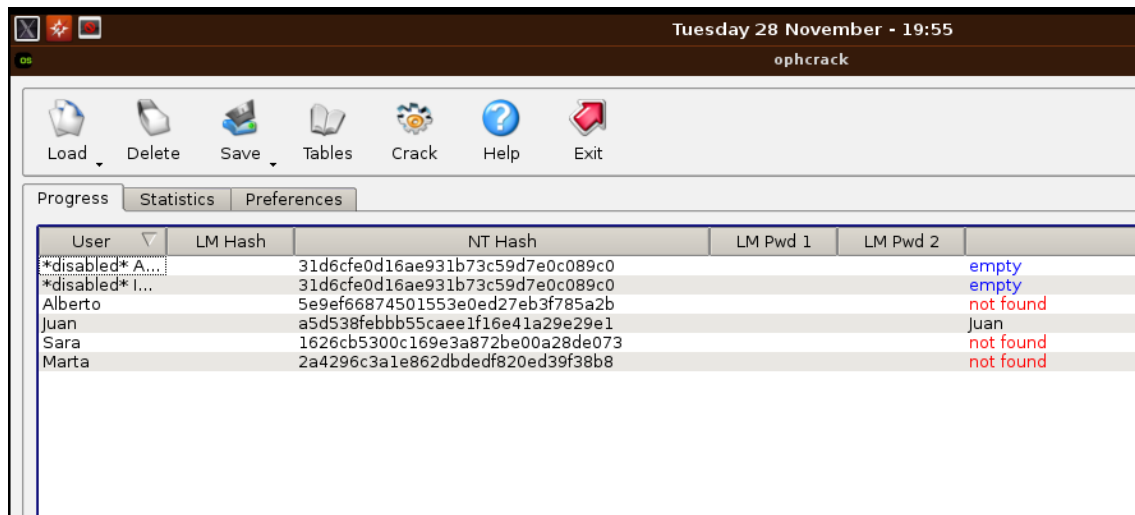 Tuesday 28 November - 19:55
OS
ophcrack
Load Delete Save Tables Crack Help Exit
Progress Statistics Preferences
User LM Hash NT Hash LM Pwd 1 LM Pwd 2
*disabled* A... 31d6cfe0d16ae931b73c59d7e0c089c0 empty
*disabled* I... 31d6cfe0d16ae931b73c59d7e0c089c0 empty
Alberto 5e9ef66874501553e0ed27eb3f785a2b not found
Juan a5d538febbb55caee1f16e41a29e29e1 Juan
Sara 1626cb5300c169e3a872be00a28de073 not found
Marta 2a4296c3a1e862dbdedf820ed39f38b8 not found